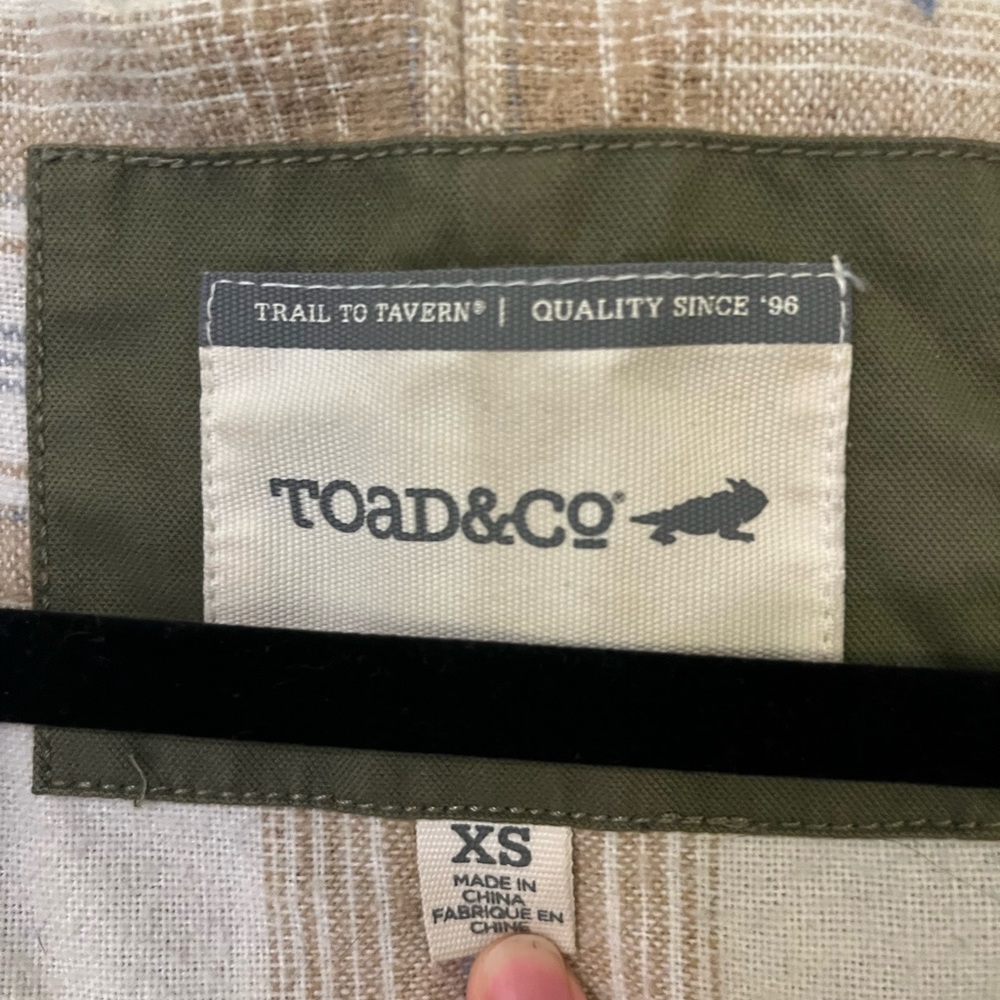 TRAIL TO TAVERN® | QUALITY SINCE '96
TOAD&CO®
XS
MADE IN
CHINA
FABRIQUE EN
CHINE